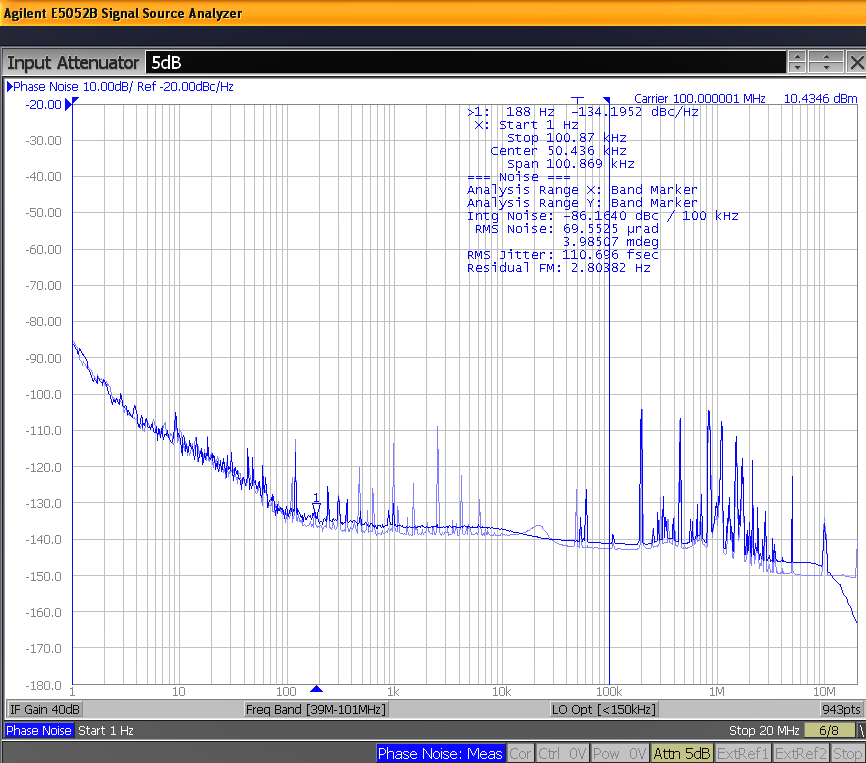 Agilent E5052B Signal Source Analyzer
Input Attenuator 5dB
Phase Noise 10.00dB/ Ref -20.00dBc/Hz
Carrier 100.000001 MHz 10.4346 dBm
>1: 188 Hz -134.1952 dBc/Hz
X: Start 1 Hz
Stop 100.87 kHz
Center 50.436 kHz
Span 100.869 kHz
=== Noise ===
Analysis Range X: Band Marker
Analysis Range Y: Band Marker
Intg Noise: -86.1640 dBc / 100 kHz
RMS Noise: 69.5525 µrad
3.98507 mdeg
RMS Jitter: 110.696 fsec
Residual FM: 2.80382 Hz
-20.00
-30.00
-40.00
-50.00
-60.00
-70.00
-80.00
-90.00
-100.0
-110.0
-120.0
-130.0
-140.0
-150.0
-160.0
-170.0
-180.0
1
1 10 100 1k 10k 100k 1M 10M
IF Gain 40dB Freq Band [39M-101MHz] LO Opt [<150kHz] 943pts
Phase Noise Start 1 Hz Stop 20 MHz 6/8
Phase Noise: Meas Cor Ctrl 0V Pow 0V Attn 5dB ExtRef1 ExtRef2 Stop